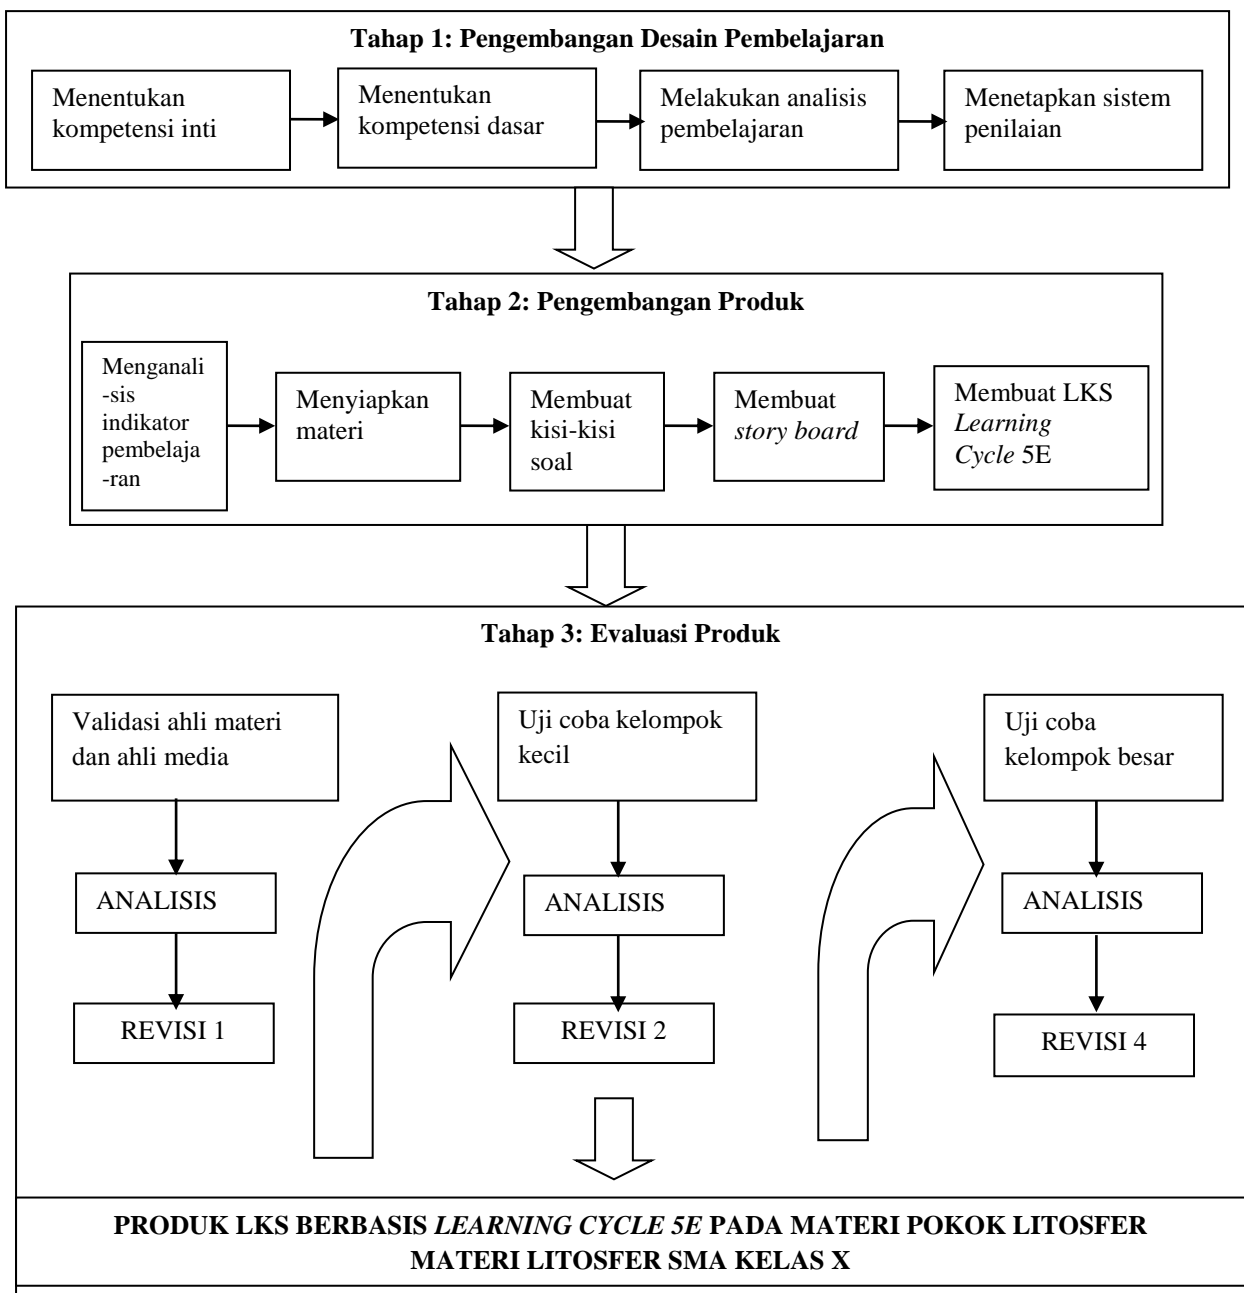 Tahap 1: Pengembangan Desain Pembelajaran
Menentukan
kompetensi inti
Menentukan
kompetensi dasar
Melakukan analisis
pembelajaran
Menetapkan sistem
penilaian
Tahap 2: Pengembangan Produk
Menganali
-sis
indikator
pembelaja
-ran
Menyiapkan
materi
Membuat
kisi-kisi
soal
Membuat
story board
Membuat LKS
Learning
Cycle 5E
Tahap 3: Evaluasi Produk
Validasi ahli materi
dan ahli media
ANALISIS
REVISI 1
Uji coba kelompok
kecil
ANALISIS
REVISI 2
Uji coba
kelompok besar
ANALISIS
REVISI 4
PRODUK LKS BERBASIS LEARNING CYCLE 5E PADA MATERI POKOK LITOSFER
MATERI LITOSFER SMA KELAS X